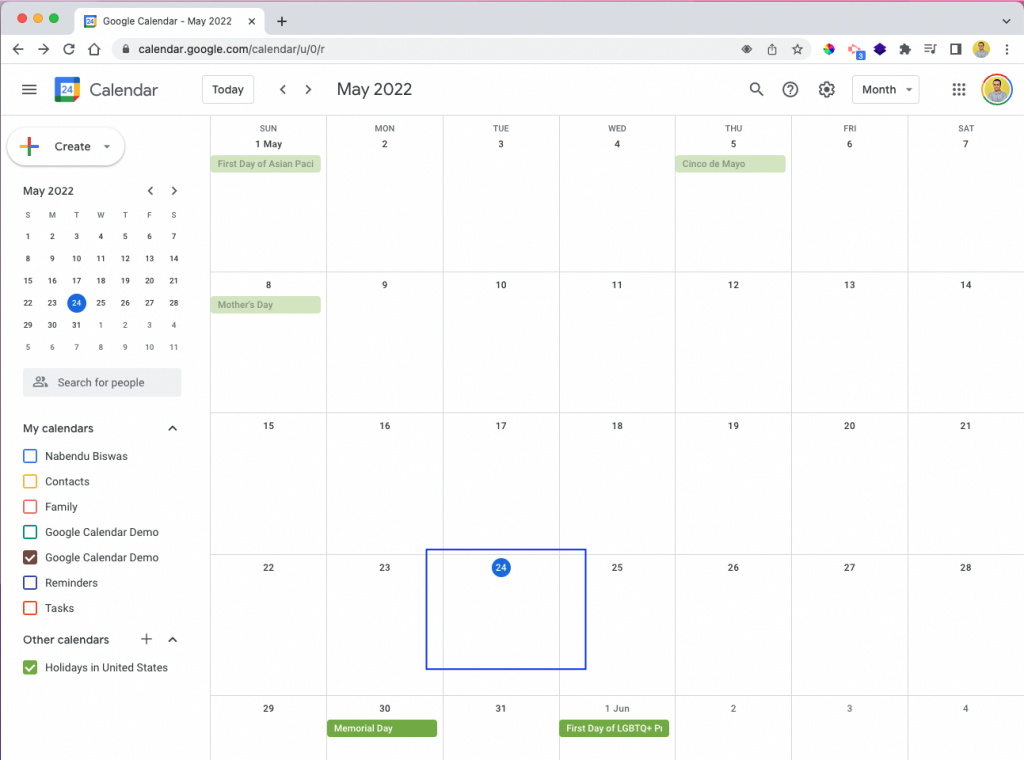 24 Google Calendar - May 2022
calendar.google.com/calendar/u/0/r
3
24 Calendar Today May 2022 Month
Create
May 2022
S M T W T F S
1 2 3 4 5 6 7
8 9 10 11 12 13 14
15 16 17 18 19 20 21
22 23 24 25 26 27 28
29 30 31 1 2 3 4
5 6 7 8 9 10 11
Search for people
My calendars
Nabendu Biswas
Contacts
Family
Google Calendar Demo
Google Calendar Demo
Reminders
Tasks
Other calendars
Holidays in United States
SUN MON TUE WED THU FRI SAT
1 May 2 3 4 5 6 7
First Day of Asian Paci Cinco de Mayo
8 9 10 11 12 13 14
Mother's Day
15 16 17 18 19 20 21
22 23 24 25 26 27 28
29 30 31 1 Jun 2 3 4
Memorial Day First Day of LGBTQ+